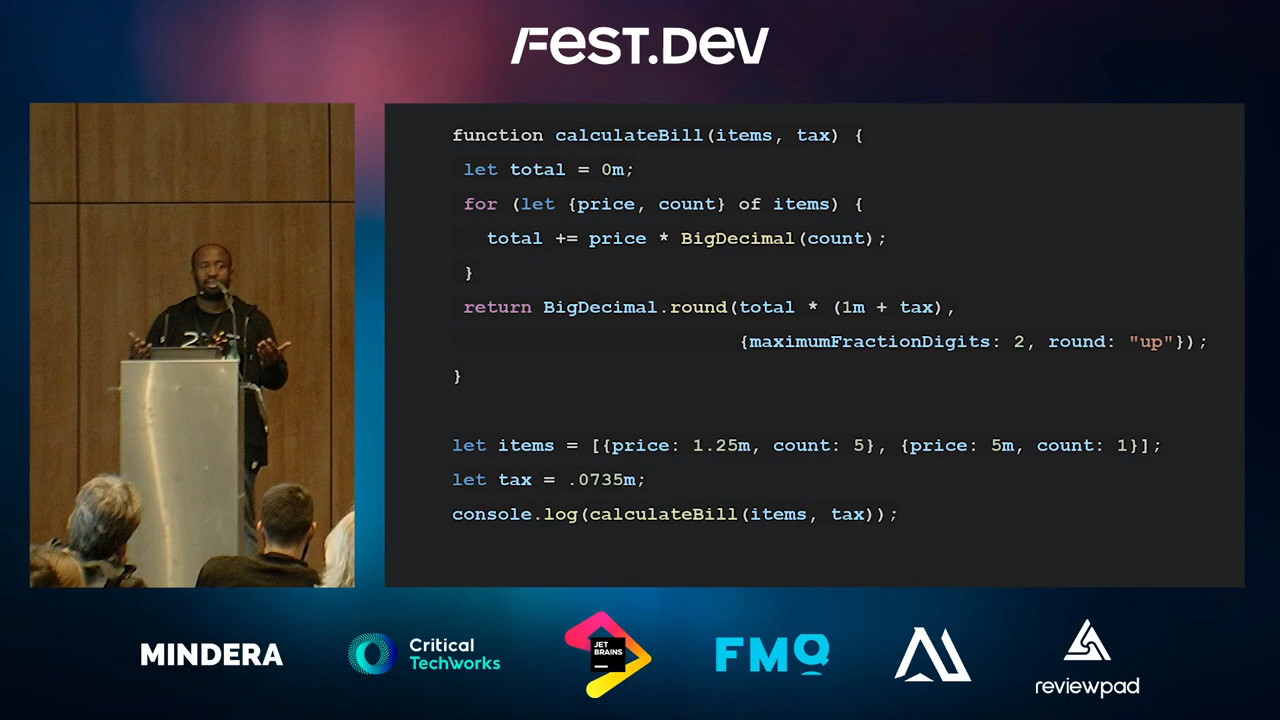 FEST.DEV
function calculateBill(items, tax) {
let total = 0m;
for (let {price, count} of items) {
total += price * BigDecimal(count);
}
return BigDecimal.round(total * (1m + tax),
{maximumFractionDigits: 2, round: "up"});
}
let items = [{price: 1.25m, count: 5}, {price: 5m, count: 1}];
let tax = .0735m;
console.log(calculateBill(items, tax));
MINDERA
Critical
TechWorks
JET
BRAINS
FMQ
reviewpad